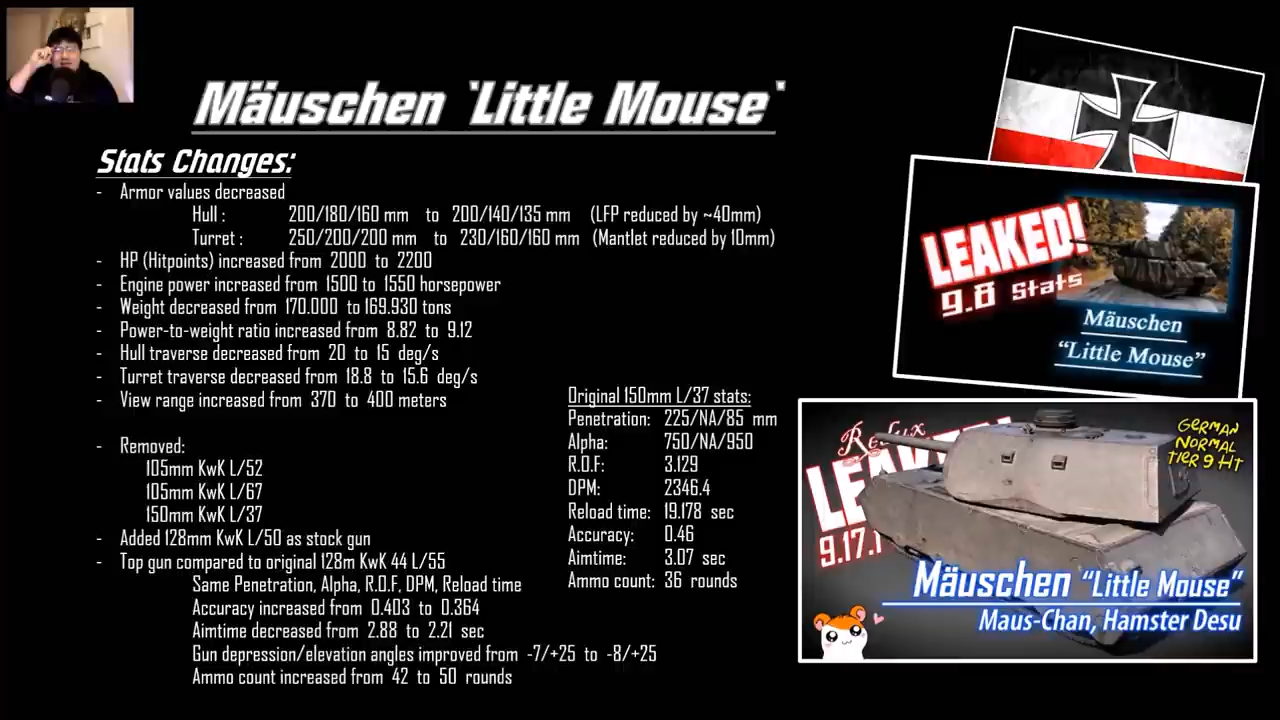 Mäuschen `Little Mouse`
Stats Changes:
- Armor values decreased
Hull : 200/180/160 mm to 200/140/135 mm (LFP reduced by ~40mm)
Turret : 250/200/200 mm to 230/160/160 mm (Mantlet reduced by 10mm)
- HP (Hitpoints) increased from 2000 to 2200
- Engine power increased from 1500 to 1550 horsepower
- Weight decreased from 170.000 to 169.930 tons
- Power-to-weight ratio increased from 8.82 to 9.12
- Hull traverse decreased from 20 to 15 deg/s
- Turret traverse decreased from 18.8 to 15.6 deg/s
- View range increased from 370 to 400 meters
- Removed:
105mm KwK L/52
105mm KwK L/67
150mm KwK L/37
- Added 128mm KwK L/50 as stock gun
- Top gun compared to original 128m KwK 44 L/55
Same Penetration, Alpha, R.O.F, DPM, Reload time
Accuracy increased from 0.403 to 0.364
Aimtime decreased from 2.88 to 2.21 sec
Gun depression/elevation angles improved from -7/+25 to -8/+25
Ammo count increased from 42 to 50 rounds
Original 150mm L/37 stats:
Penetration: 225/NA/85 mm
Alpha: 750/NA/950
R.O.F: 3.129
DPM: 2346.4
Reload time: 19.178 sec
Accuracy: 0.46
Aimtime: 3.07 sec
Ammo count: 36 rounds
LEAKED!
9.8 Stats
Mäuschen
"Little Mouse"
Redux
9.17.1
GERMAN
NORMAL
TIER 9 HT
Mäuschen "Little Mouse"
Maus-Chan, Hamster Desu